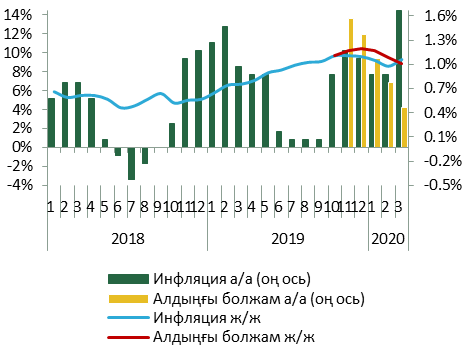 14% 1.6%
12% 1.3%
10%
8% 1.0%
6% 0.7%
4% 0.4%
2%
0% 0.1%
-2% -0.2%
-4% -0.5%
1 2 3 4 5 6 7 8 9 10 11 12 1 2 3 4 5 6 7 8 9 10 11 12 1 2 3
2018 2019 2020
Инфляция а/а (оң ось)
Алдыңғы болжам а/а (оң ось)
Инфляция ж/ж
Алдыңғы болжам ж/ж